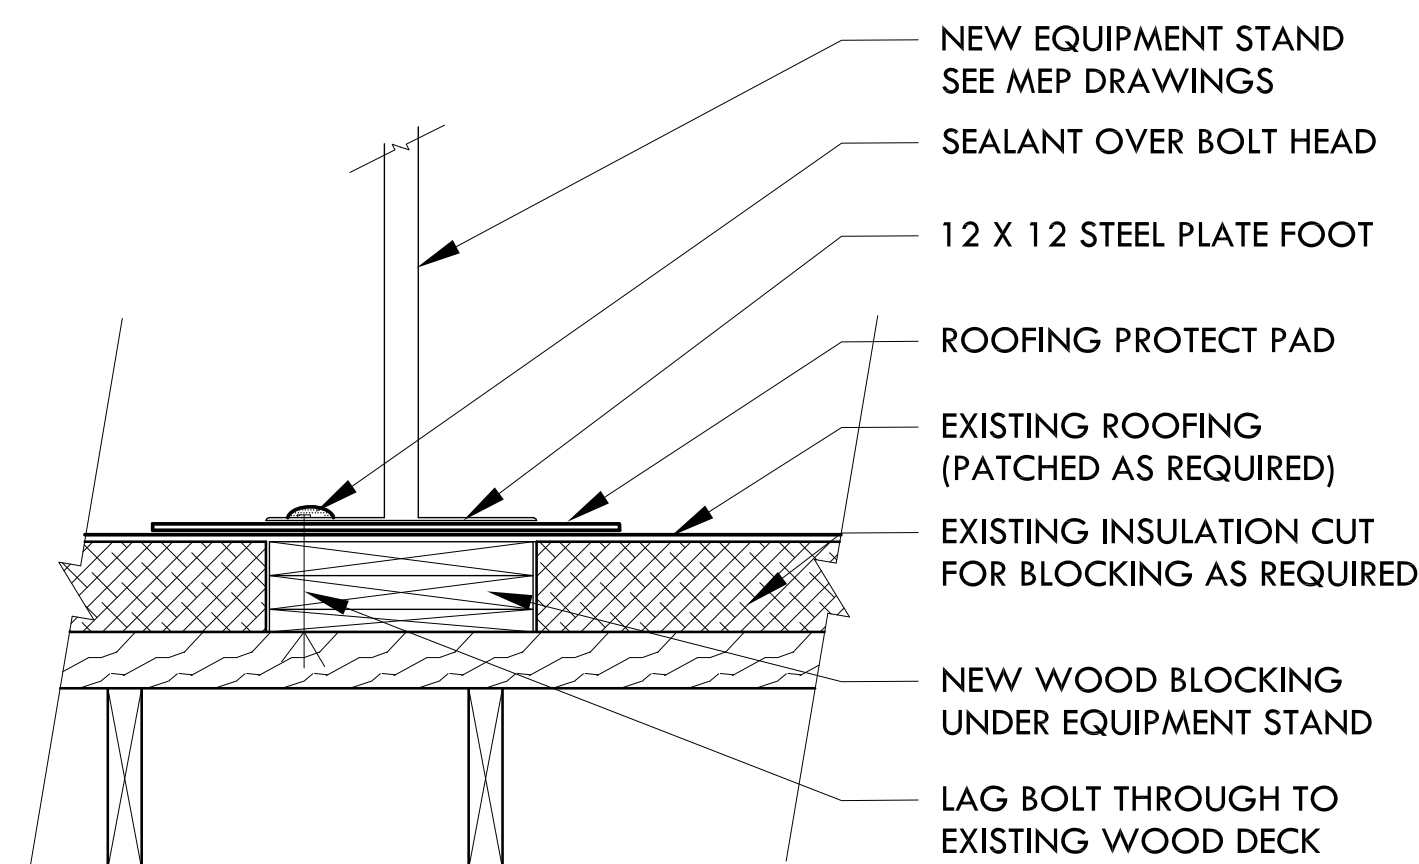 NEW EQUIPMENT STAND
SEE MEP DRAWINGS
SEALANT OVER BOLT HEAD
12 X 12 STEEL PLATE FOOT
ROOFING PROTECT PAD
EXISTING ROOFING
(PATCHED AS REQUIRED)
EXISTING INSULATION CUT
FOR BLOCKING AS REQUIRED
NEW WOOD BLOCKING
UNDER EQUIPMENT STAND
LAG BOLT THROUGH TO
EXISTING WOOD DECK